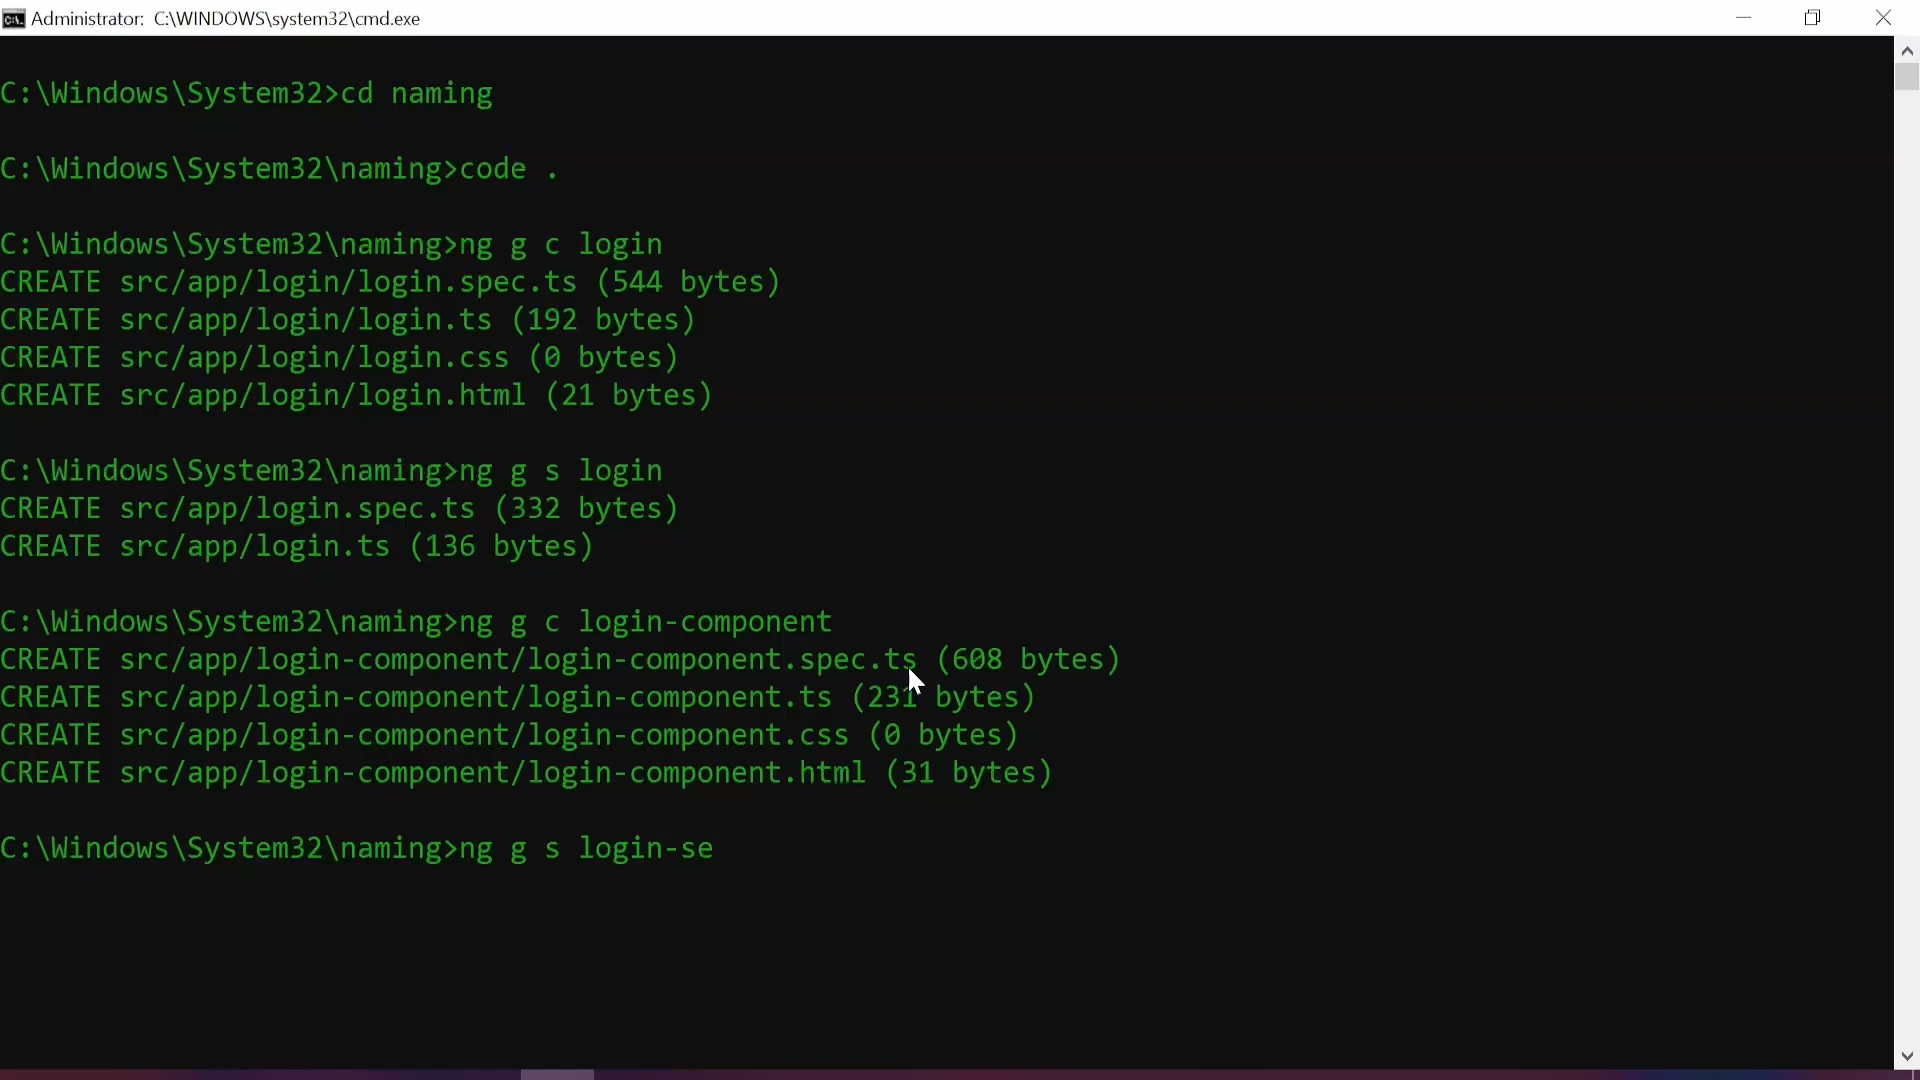 Administrator: C:\WINDOWS\system32\cmd.exe
C:\Windows\System32>cd naming
C:\Windows\System32\naming>code .
C:\Windows\System32\naming>ng g c login
CREATE src/app/login/login.spec.ts (544 bytes)
CREATE src/app/login/login.ts (192 bytes)
CREATE src/app/login/login.css (0 bytes)
CREATE src/app/login/login.html (21 bytes)
C:\Windows\System32\naming>ng g s login
CREATE src/app/login.spec.ts (332 bytes)
CREATE src/app/login.ts (136 bytes)
C:\Windows\System32\naming>ng g c login-component
CREATE src/app/login-component/login-component.spec.ts (608 bytes)
CREATE src/app/login-component/login-component.ts (231 bytes)
CREATE src/app/login-component/login-component.css (0 bytes)
CREATE src/app/login-component/login-component.html (31 bytes)
C:\Windows\System32\naming>ng g s login-se